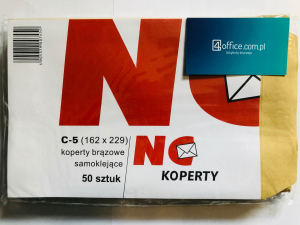 NC
4office.com.pl
C-5 (162 x 229)
koperty brązowe
samoklejące
50 sztuk
NC
KOPERTY